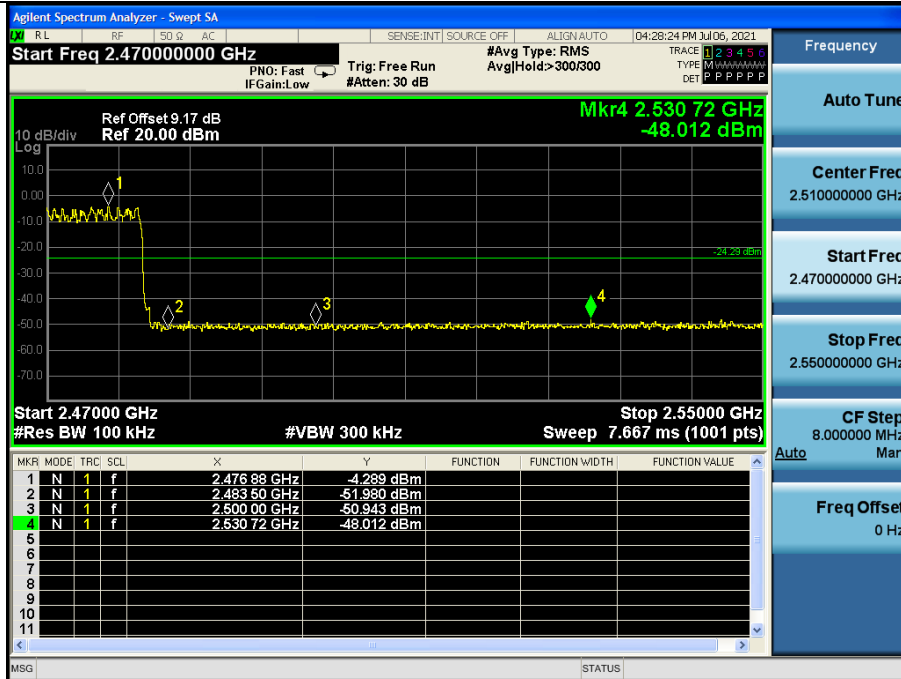 Agilent Spectrum Analyzer - Swept SA
LXI RL RF 50 Ω AC SENSE:INT SOURCE OFF ALIGN AUTO 04:28:24 PM Jul 06, 2021
Start Freq 2.470000000 GHz
PNO: Fast
IFGain:Low
Trig: Free Run
#Atten: 30 dB
#Avg Type: RMS
Avg|Hold:>300/300
TRACE 1 2 3 4 5 6
TYPE MWWWWW
DET P P P P P P
Mkr4 2.530 72 GHz
-48.012 dBm
Ref Offset 9.17 dB
10 dB/div Ref 20.00 dBm
Log
10.0
0.00
-10.0
-20.0
-30.0
-40.0
-50.0
-60.0
-70.0
1
2
3
4
-24.29 dBm
Start 2.47000 GHz Stop 2.55000 GHz
#Res BW 100 kHz #VBW 300 kHz Sweep 7.667 ms (1001 pts)
MKR MODE TRC SCL X Y FUNCTION FUNCTION WIDTH FUNCTION VALUE
1 N 1 f 2.476 88 GHz -4.289 dBm
2 N 1 f 2.483 50 GHz -51.980 dBm
3 N 1 f 2.500 00 GHz -50.943 dBm
4 N 1 f 2.530 72 GHz -48.012 dBm
5
6
7
8
9
10
11
MSG STATUS
Frequency
Auto Tune
Center Freq
2.510000000 GHz
Start Freq
2.470000000 GHz
Stop Freq
2.550000000 GHz
CF Step
8.000000 MHz
Auto Man
Freq Offset
0 Hz